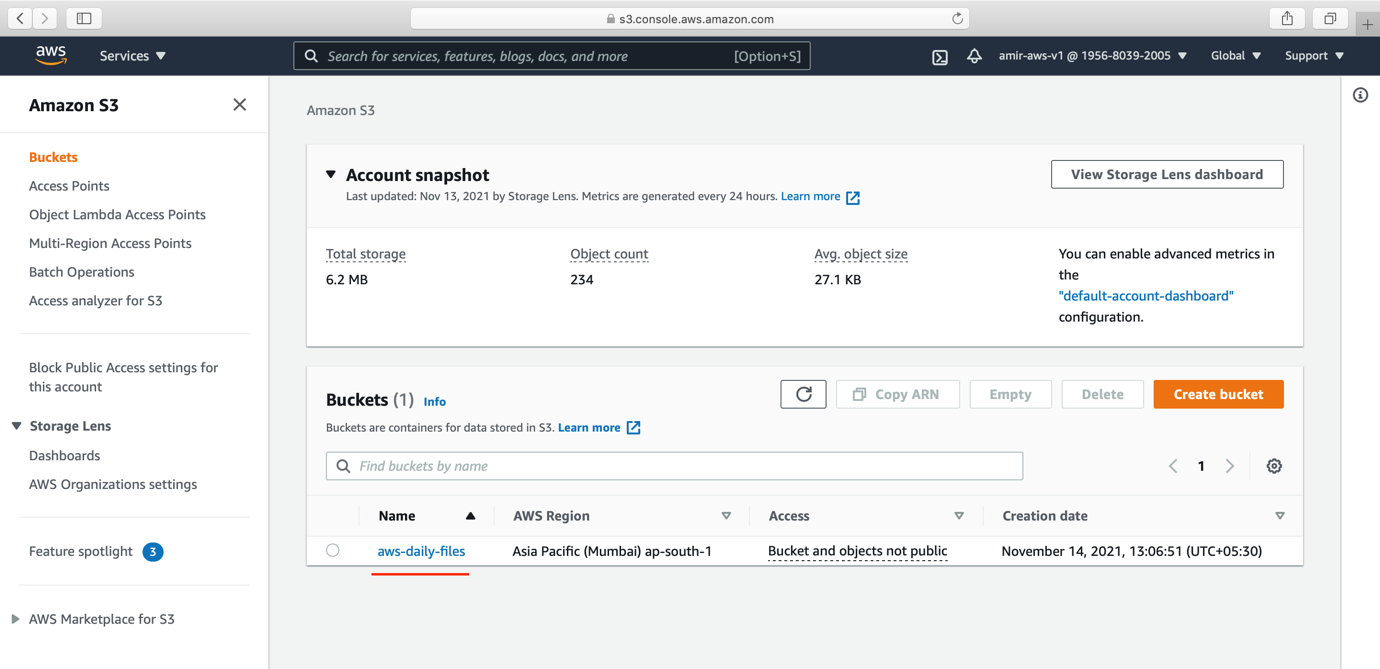 s3.console.aws.amazon.com
aws
Services
Search for services, features, blogs, docs, and more
[Option+S]
amir-aws-v1 @ 1956-8039-2005
Global
Support
Amazon S3
Buckets
Access Points
Object Lambda Access Points
Multi-Region Access Points
Batch Operations
Access analyzer for S3
Block Public Access settings for
this account
Storage Lens
Dashboards
AWS Organizations settings
Feature spotlight 3
AWS Marketplace for S3
Amazon S3
Account snapshot
View Storage Lens dashboard
Last updated: Nov 13, 2021 by Storage Lens. Metrics are generated every 24 hours. Learn more
Total storage
6.2 MB
Object count
234
Avg. object size
27.1 KB
You can enable advanced metrics in
the
"default-account-dashboard"
configuration.
Buckets (1) Info
Copy ARN
Empty
Delete
Create bucket
Buckets are containers for data stored in S3. Learn more
Find buckets by name
1
Name AWS Region Access Creation date
aws-daily-files Asia Pacific (Mumbai) ap-south-1 Bucket and objects not public November 14, 2021, 13:06:51 (UTC+05:30)